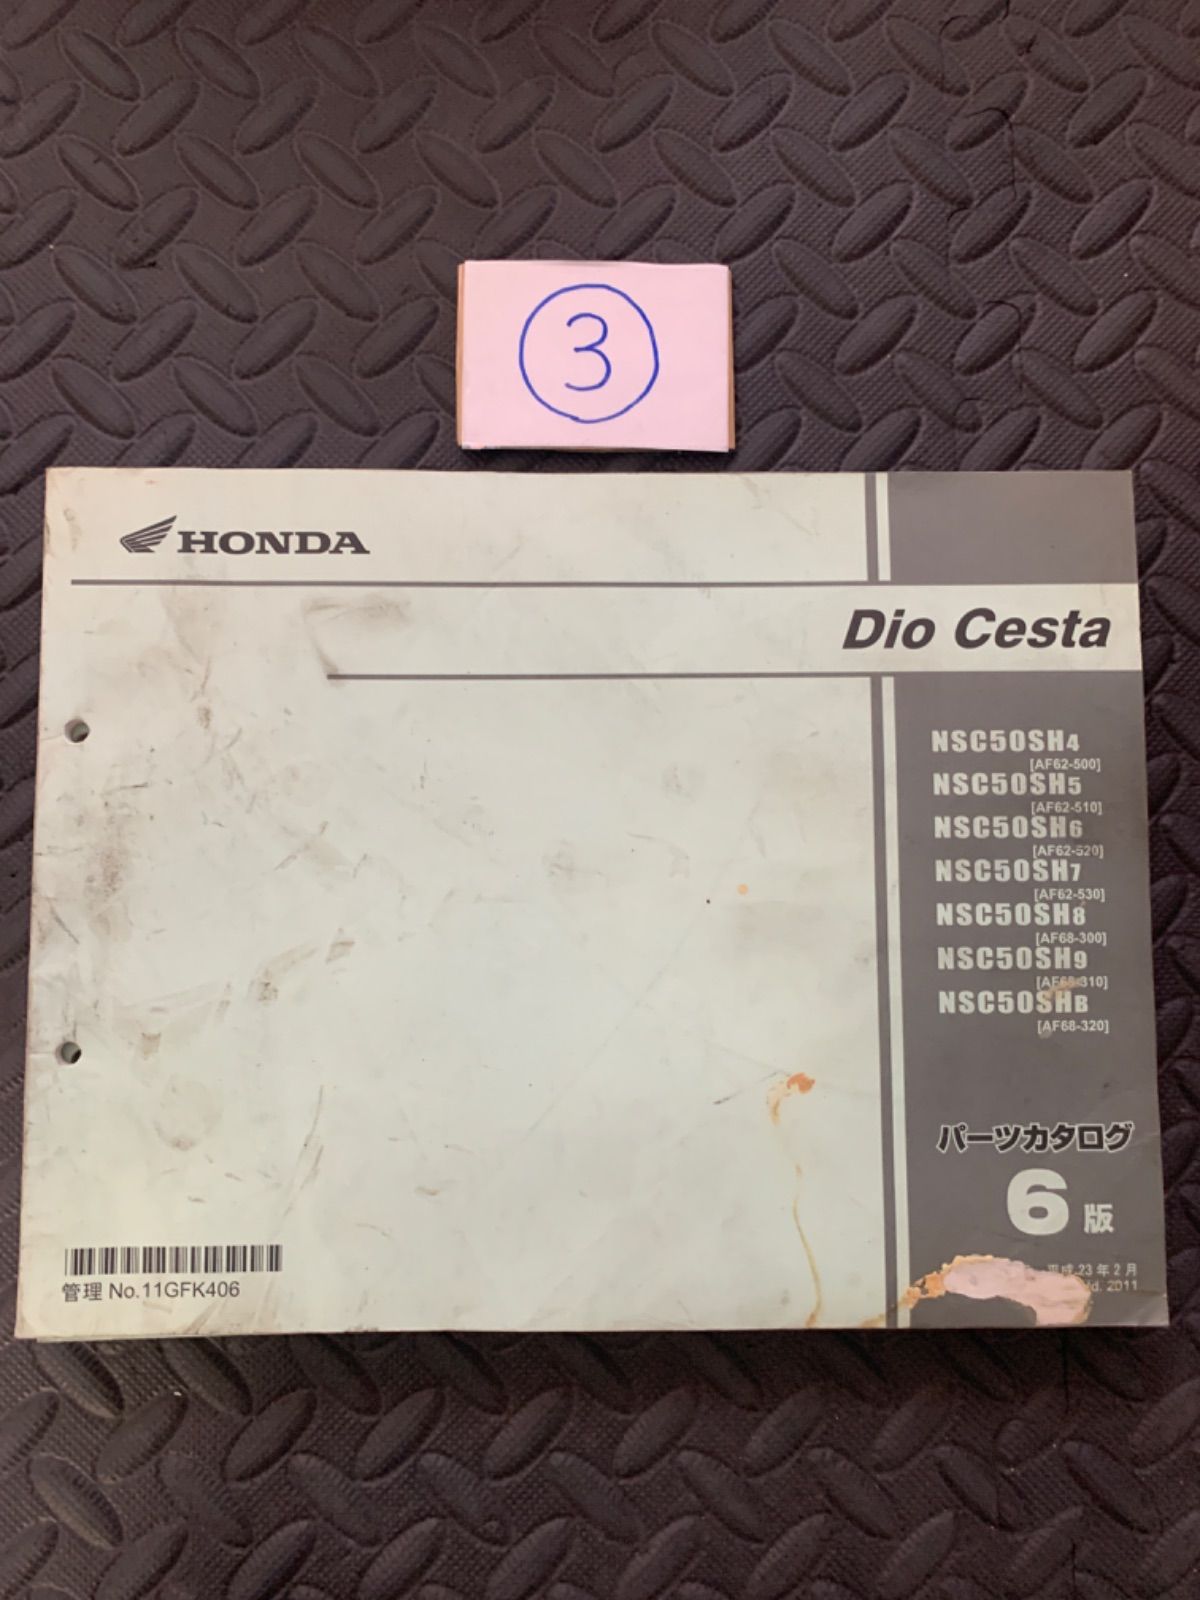 ③
HONDA
Dio Cesta
NSC50SH4
[AF62-500]
NSC50SH5
[AF62-510]
NSC50SH6
[AF62-520]
NSC50SH7
[AF62-530]
NSC50SH8
[AF68-300]
NSC50SH9
[AF68-310]
NSC50SHB
[AF68-320]
パーツカタログ
6版
平成23年2月
2011
管理 No.11GFK406